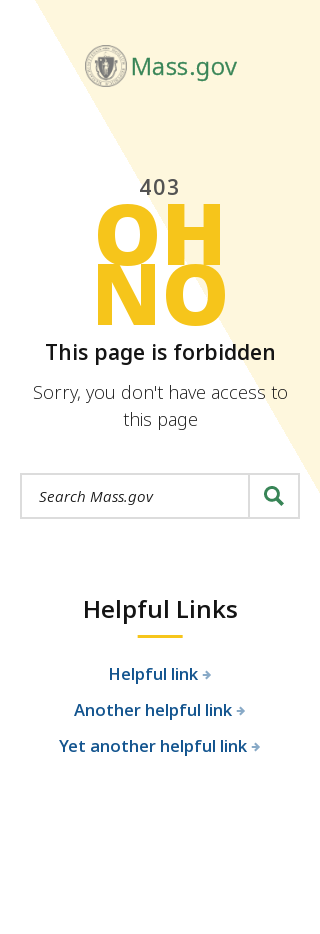 Mass.gov
403
OH
NO
This page is forbidden
Sorry, you don't have access to
this page
Search Mass.gov
Helpful Links
Helpful link
Another helpful link
Yet another helpful link